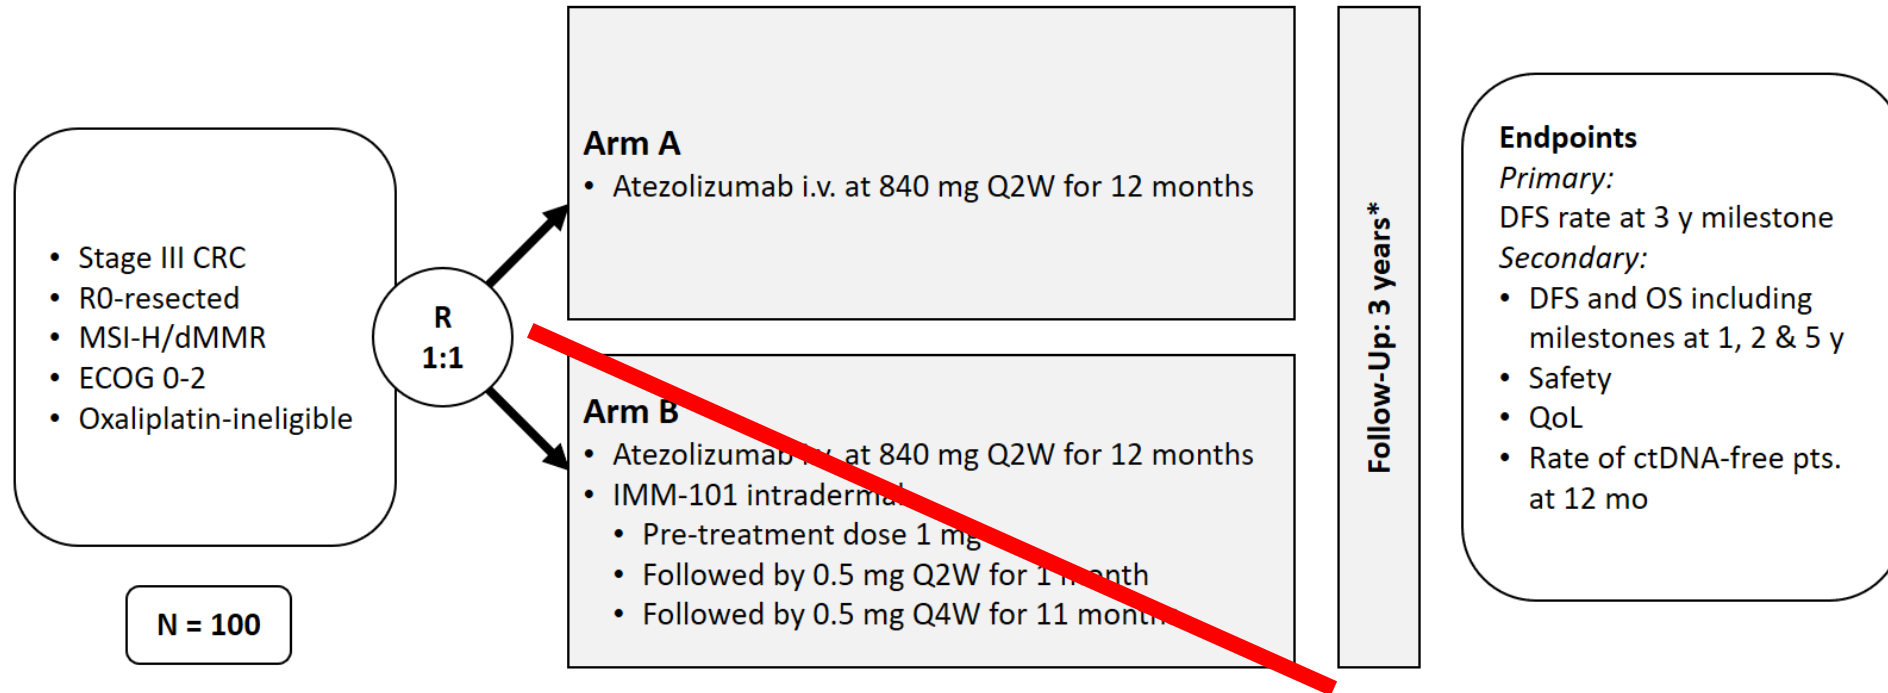 • Stage III CRC
• R0-resected
• MSI-H/dMMR
• ECOG 0-2
• Oxaliplatin-ineligible
N = 100
R
1:1
Arm A
• Atezolizumab i.v. at 840 mg Q2W for 12 months
Arm B
• Atezolizumab i.v. at 840 mg Q2W for 12 months
• IMM-101 intradermal
• Pre-treatment dose 1 mg
• Followed by 0.5 mg Q2W for 1 month
• Followed by 0.5 mg Q4W for 11 months
Follow-Up: 3 years*
Endpoints
Primary:
DFS rate at 3 y milestone
Secondary:
• DFS and OS including
milestones at 1, 2 & 5 y
• Safety
• QoL
• Rate of ctDNA-free pts.
at 12 mo